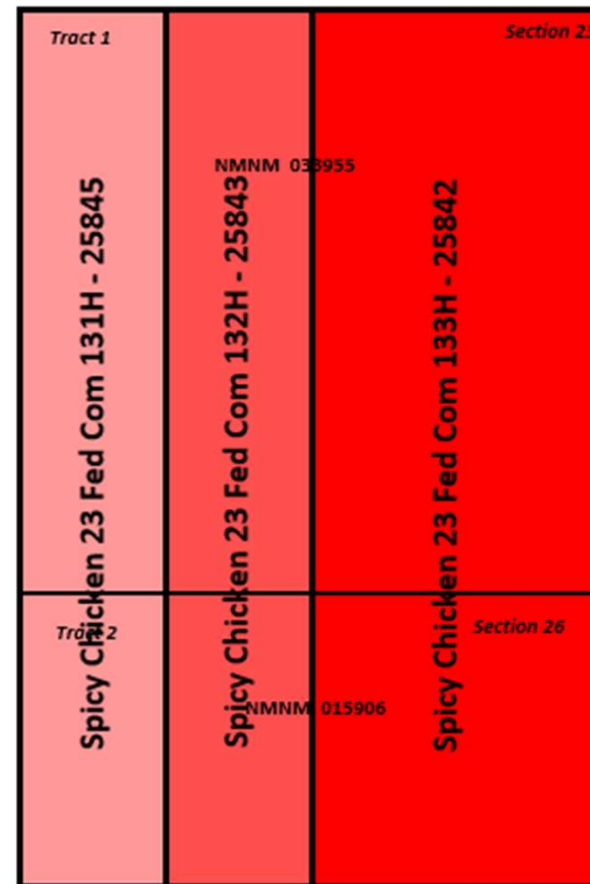 Tract 1
Section 23
NMNM 033955
Spicy Chicken 23 Fed Com 131H - 25845
Spicy Chicken 23 Fed Com 132H - 25843
Spicy Chicken 23 Fed Com 133H - 25842
Tract 2
Section 26
NMNM 015906